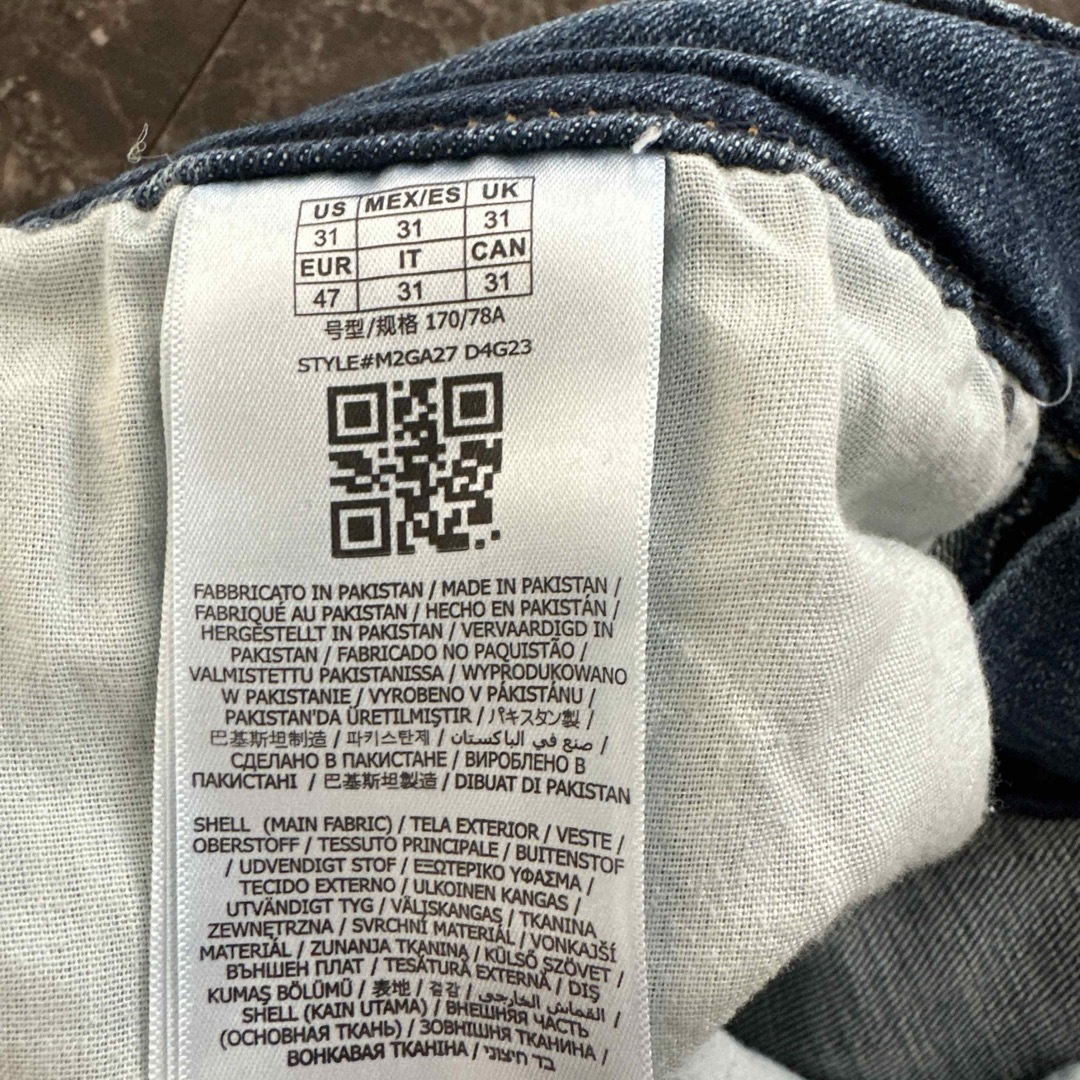 US MEX/ES UK
31 31 31
EUR IT CAN
47 31 31
号型/规格 170/78A
STYLE#M2GA27 D4G23
FABBRICATO IN PAKISTAN / MADE IN PAKISTAN /
FABRIQUÉ AU PAKISTAN / HECHO EN PAKISTÁN /
HERGESTELLT IN PAKISTAN / VERVAARDIGD IN
PAKISTAN / FABRICADO NO PAQUISTÃO /
VALMISTETTU PAKISTANISSA / WYPRODUKOWANO
W PAKISTANIE / VYROBENO V PÁKISTÁNU /
PAKISTAN'DA ÜRETILMIŞTIR / パキスタン製 /
巴基斯坦制造 / 파키스탄제 / صنع في الباكستان /
СДЕЛАНО В ПАКИСТАНЕ / ВИРОБЛЕНО В
ПАКИСТАНІ / 巴基斯坦製造 / DIBUAT DI PAKISTAN
SHELL (MAIN FABRIC) / TELA EXTERIOR / VESTE /
OBERSTOFF / TESSUTO PRINCIPALE / BUITENSTOF
/ UDVENDIGT STOF / ΕΞΩΤΕΡΙΚΟ ΥΦΑΣΜΑ /
TECIDO EXTERNO / ULKOINEN KANGAS /
UTVÄNDIGT TYG / VÄLISKANGAS / TKANINA
ZEWNĘTRZNA / SVRCHNÍ MATERIÁL / VONKAJŠÍ
MATERIÁL / ZUNANJA TKANINA / KÜLSŐ SZÖVET /
ВЪНШЕН ПЛАТ / TESĂTURĂ EXTERNĂ / DIŞ
KUMAŞ BÖLÜMÜ / 表地 / 겉감 / القماش الخارجي /
SHELL (KAIN UTAMA) / ВНЕШНЯЯ ЧАСТЬ
(ОСНОВНАЯ ТКАНЬ) / ЗОВНІШНЯ ТКАНИНА /
ВОНКАВАЯ ТКАНІНА / בד חיצוני